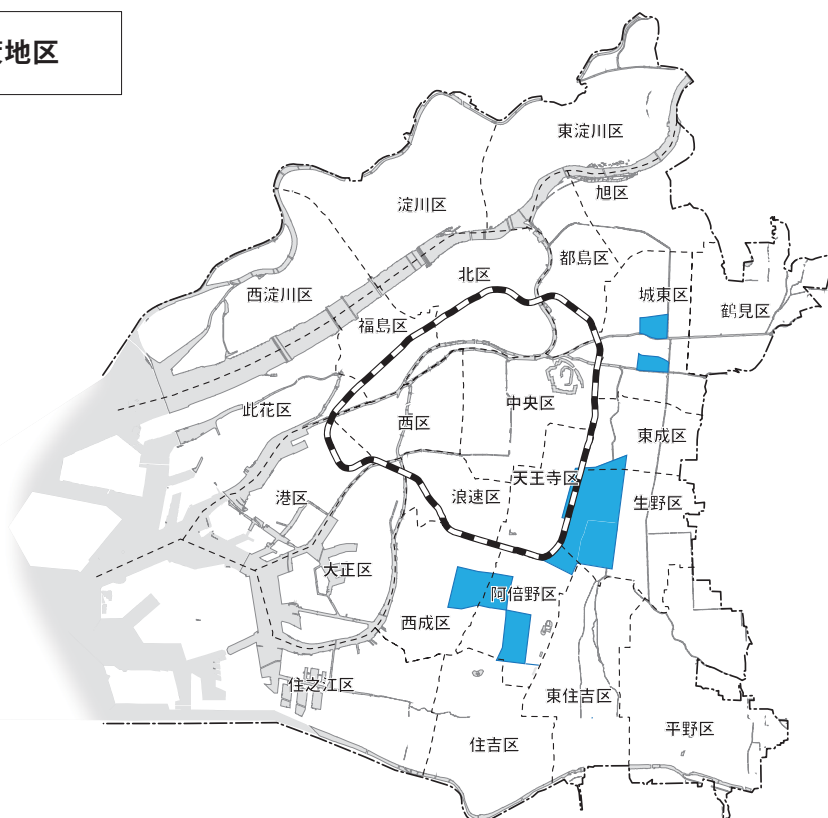 地区
東淀川区
旭区
淀川区
都島区
北区
西淀川区
城東区
鶴見区
福島区
此花区
西区
中央区
東成区
天王寺区
浪速区
港区
生野区
大正区
阿倍野区
西成区
住之江区
東住吉区
平野区
住吉区